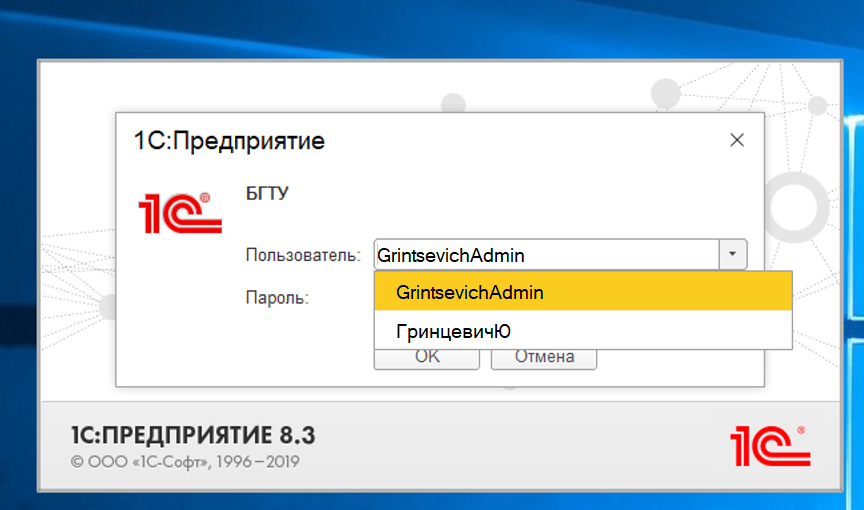 1С:Предприятие
1С®
БГТУ
Пользователь: GrintsevichAdmin
GrintsevichAdmin
Пароль:
ГринцевичЮ
OK Отмена
1С:ПРЕДПРИЯТИЕ 8.3
© ООО «1С-Софт», 1996–2019
1С®